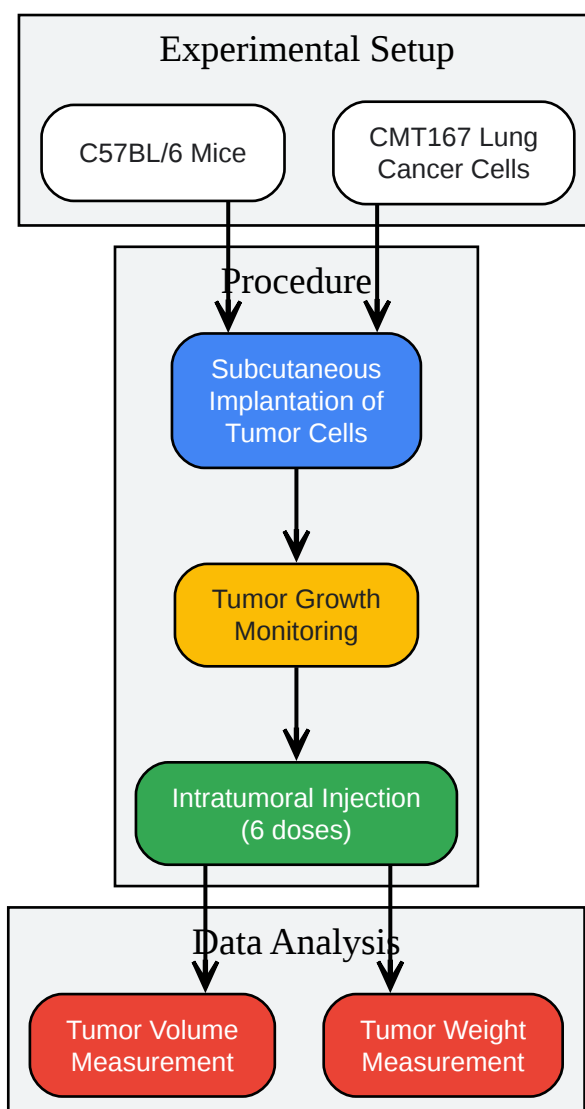 Experimental Setup
C57BL/6 Mice
CMT167 Lung
Cancer Cells
Procedure
Subcutaneous
Implantation of
Tumor Cells
Tumor Growth
Monitoring
Intratumoral Injection
(6 doses)
Data Analysis
Tumor Volume
Measurement
Tumor Weight
Measurement